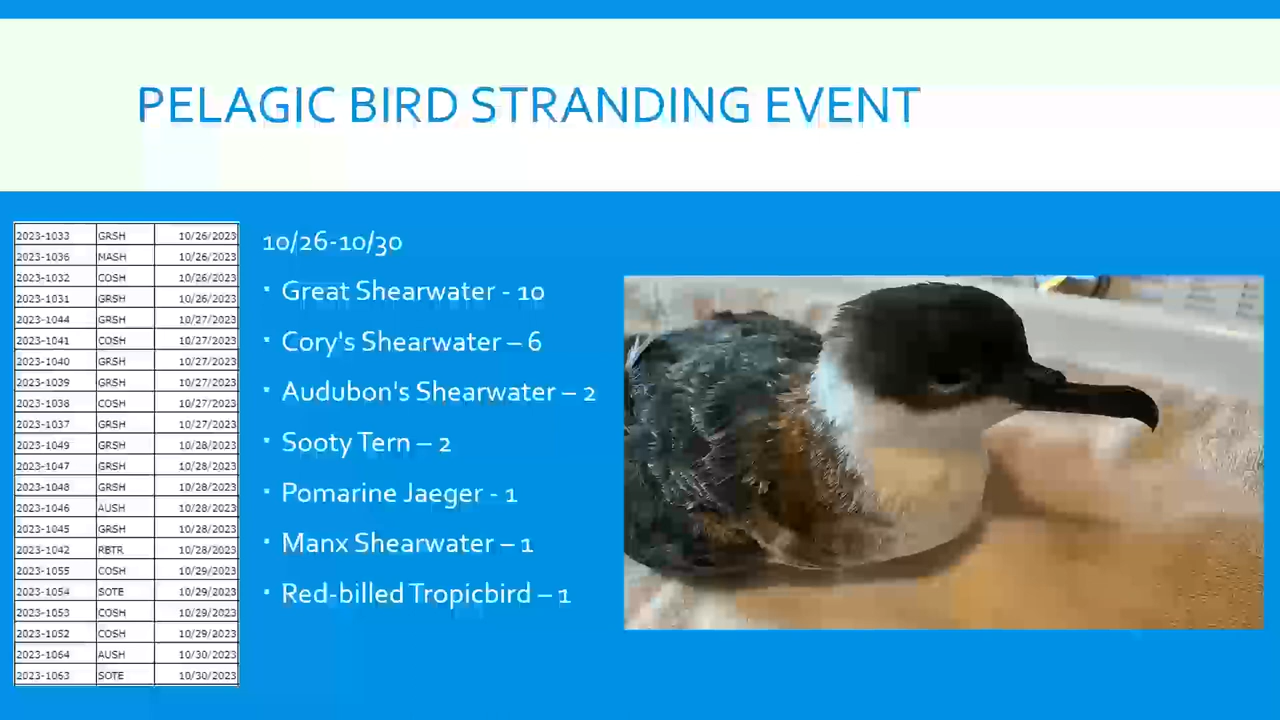 PELAGIC BIRD STRANDING EVENT
2023-1033 GRSH 10/26/2023
2023-1036 MASH 10/26/2023
2023-1032 COSH 10/26/2023
2023-1031 GRSH 10/26/2023
2023-1044 GRSH 10/27/2023
2023-1041 COSH 10/27/2023
2023-1040 GRSH 10/27/2023
2023-1039 GRSH 10/27/2023
2023-1038 COSH 10/27/2023
2023-1037 GRSH 10/27/2023
2023-1049 GRSH 10/28/2023
2023-1047 GRSH 10/28/2023
2023-1048 GRSH 10/28/2023
2023-1046 AUSH 10/28/2023
2023-1045 GRSH 10/28/2023
2023-1042 RBTR 10/28/2023
2023-1055 COSH 10/29/2023
2023-1054 SOTE 10/29/2023
2023-1053 COSH 10/29/2023
2023-1052 COSH 10/29/2023
2023-1064 AUSH 10/30/2023
2023-1063 SOTE 10/30/2023
10/26-10/30
▪ Great Shearwater - 10
▪ Cory's Shearwater – 6
▪ Audubon's Shearwater – 2
▪ Sooty Tern – 2
▪ Pomarine Jaeger - 1
▪ Manx Shearwater – 1
▪ Red-billed Tropicbird – 1